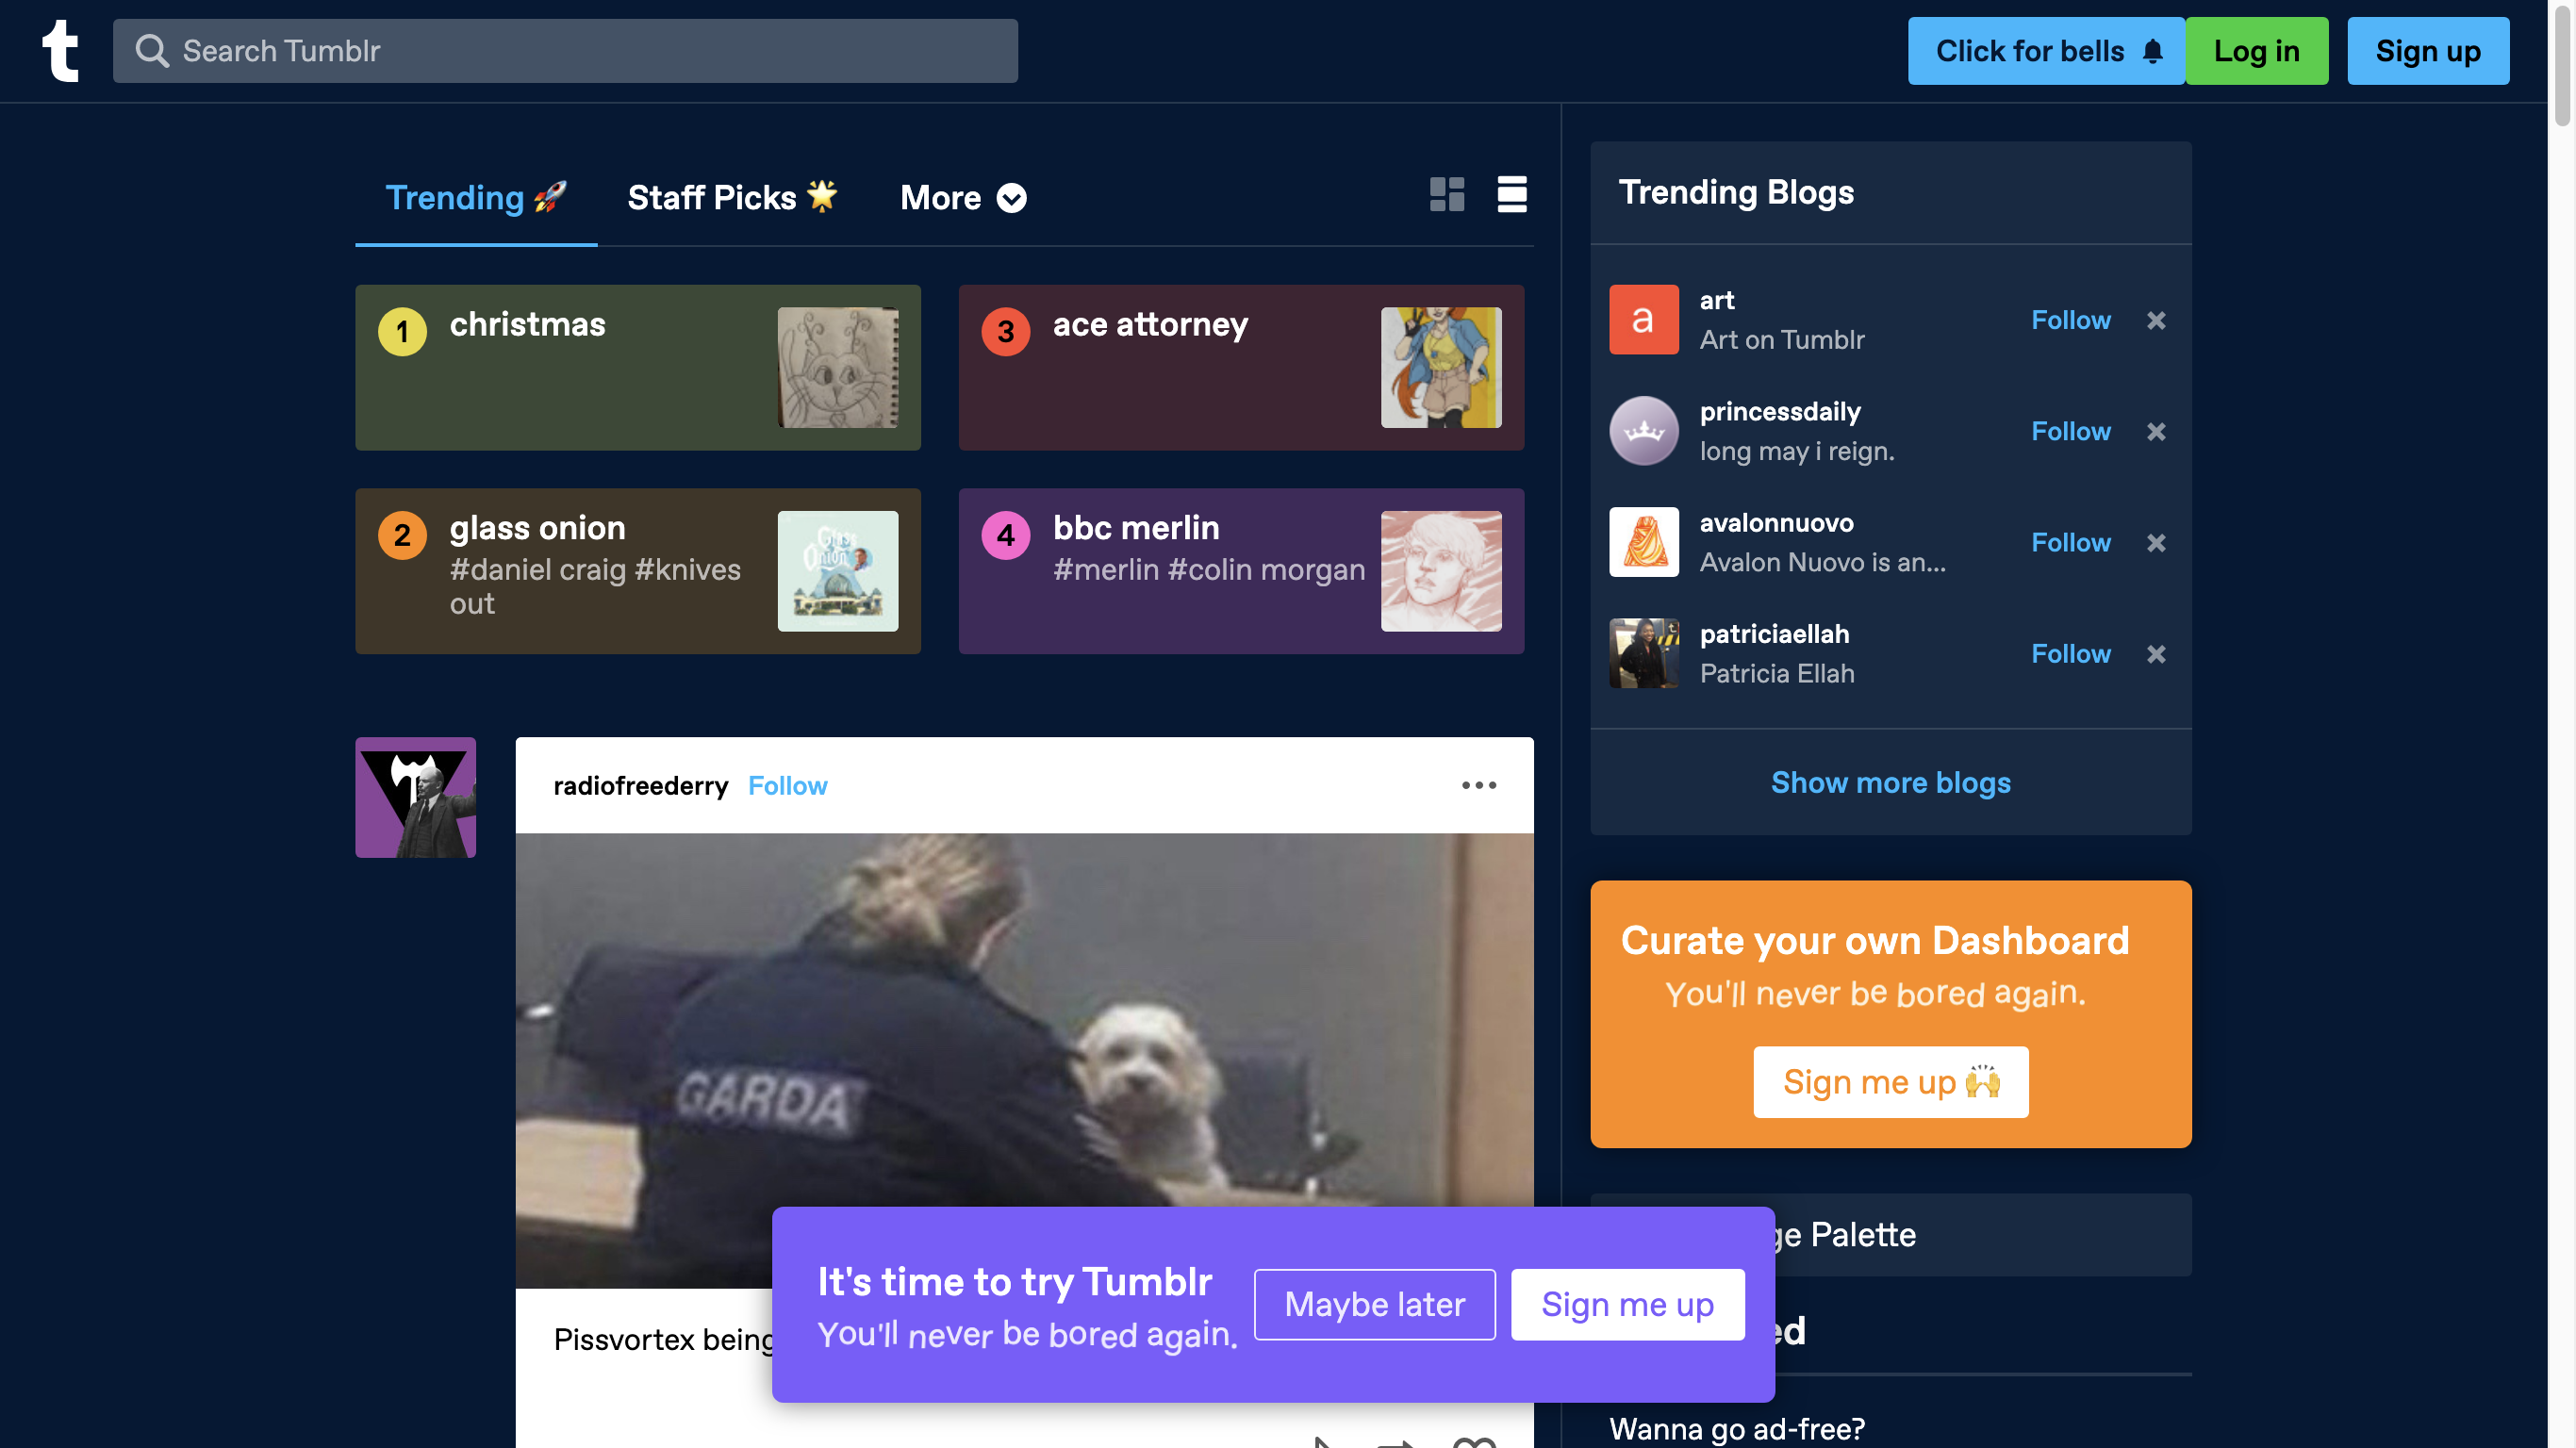 t
Search Tumblr
Click for bells
Log in
Sign up
Trending 🚀
Staff Picks 🌟
More
1
christmas
3
ace attorney
2
glass onion
#daniel craig #knives
out
4
bbc merlin
#merlin #colin morgan
Glass
Onion
radiofreederry Follow
GARDA
Pissvortex being
Trending Blogs
a
art
Art on Tumblr
Follow
princessdaily
long may i reign.
Follow
avalonnuovo
Avalon Nuovo is an...
Follow
patriciaellah
Patricia Ellah
Follow
Show more blogs
Curate your own Dashboard
You'll never be bored again.
Sign me up 🙌
ge Palette
ed
Wanna go ad-free?
It's time to try Tumblr
You'll never be bored again.
Maybe later
Sign me up